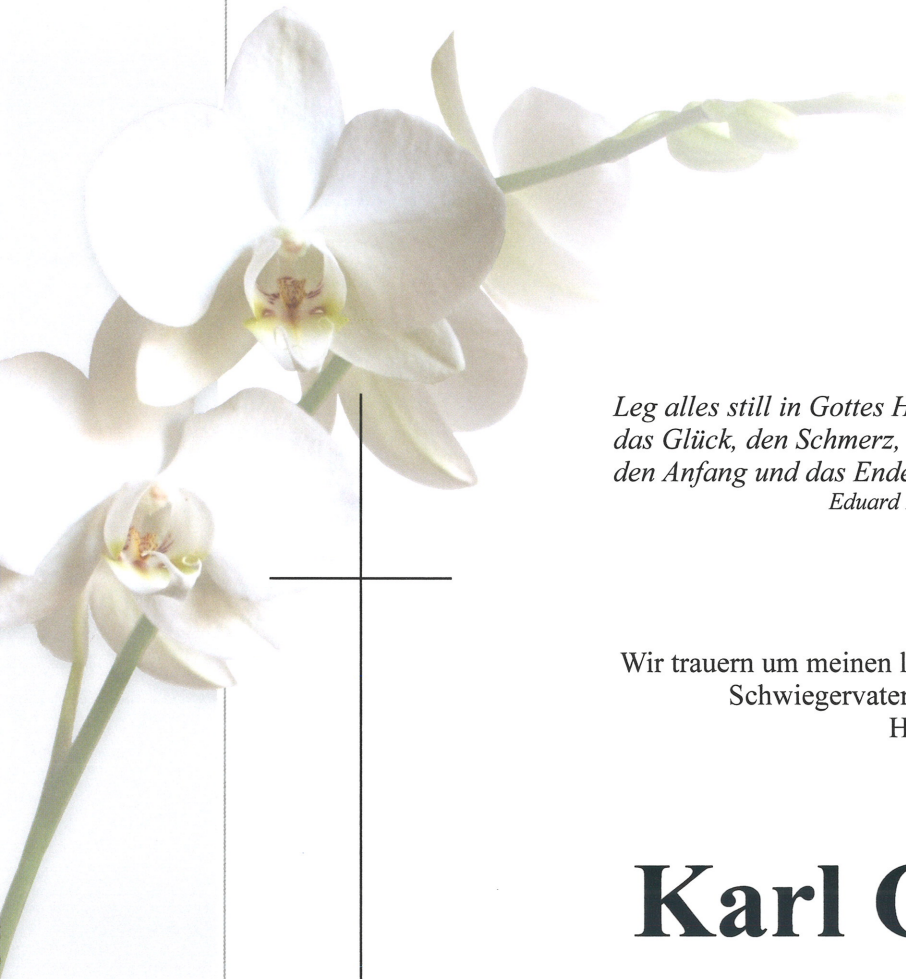 Leg alles still in Gottes
das Glück, den Schmerz,
den Anfang und das Ende
Eduard
Wir trauern um meinen
Schwiegervater
Karl